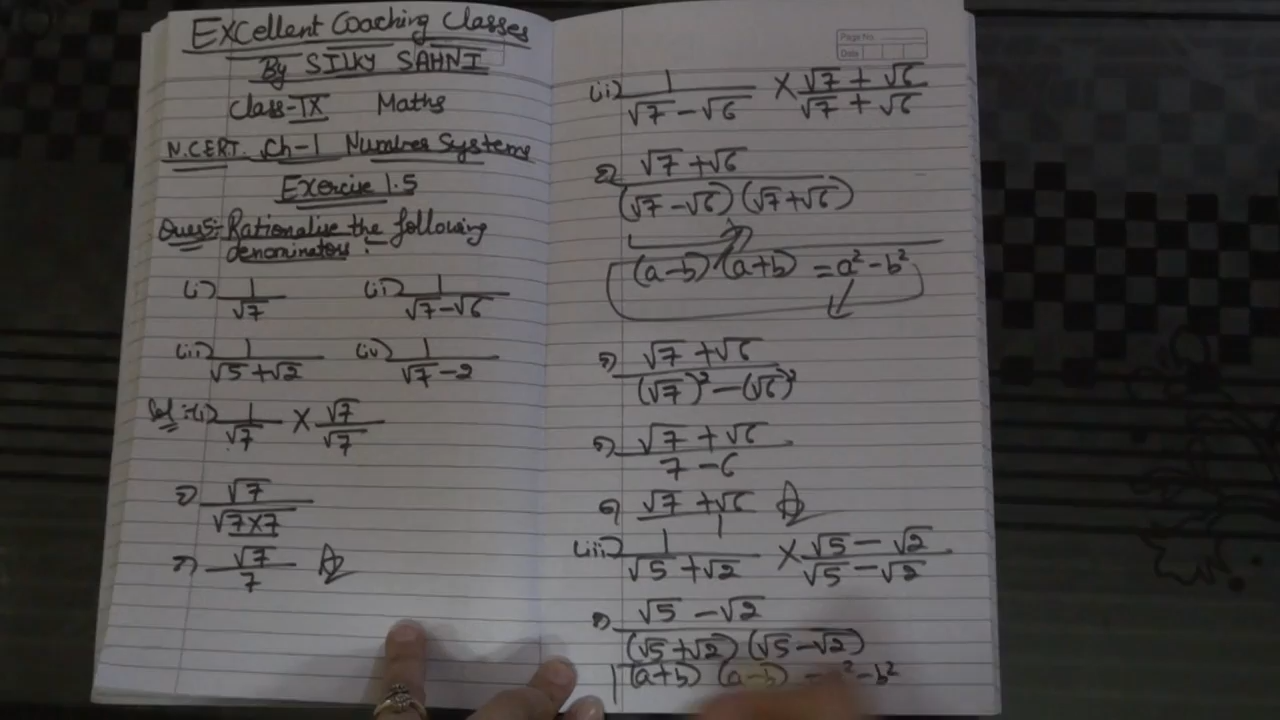 Excellent Coaching Classes
By SILKY SAHNI
Class-IX Maths
N.CERT. Ch-1 Number Systems
Exercise 1.5
Ques5:- Rationalise the following
denominators :-
(i) 1/√7 (ii) 1/(√7-√6)
(iii) 1/(√5+√2) (iv) 1/(√7-2)
Sol:-(i) 1/√7 × √7/√7
⇒ √7/√7×7
⇒ √7/7 A
Page No.
Date
(ii) 1/(√7-√6) × (√7+√6)/(√7+√6)
⇒ (√7+√6)/((√7-√6)(√7+√6))
(a-b)(a+b) = a²-b²
⇒ (√7+√6)/((√7)²-(√6)²)
⇒ (√7+√6)/(7-6)
⇒ (√7+√6)/1 A
(iii) 1/(√5+√2) × (√5-√2)/(√5-√2)
⇒ (√5-√2)/((√5+√2)(√5-√2))
(a+b) (a-b) = a²-b²